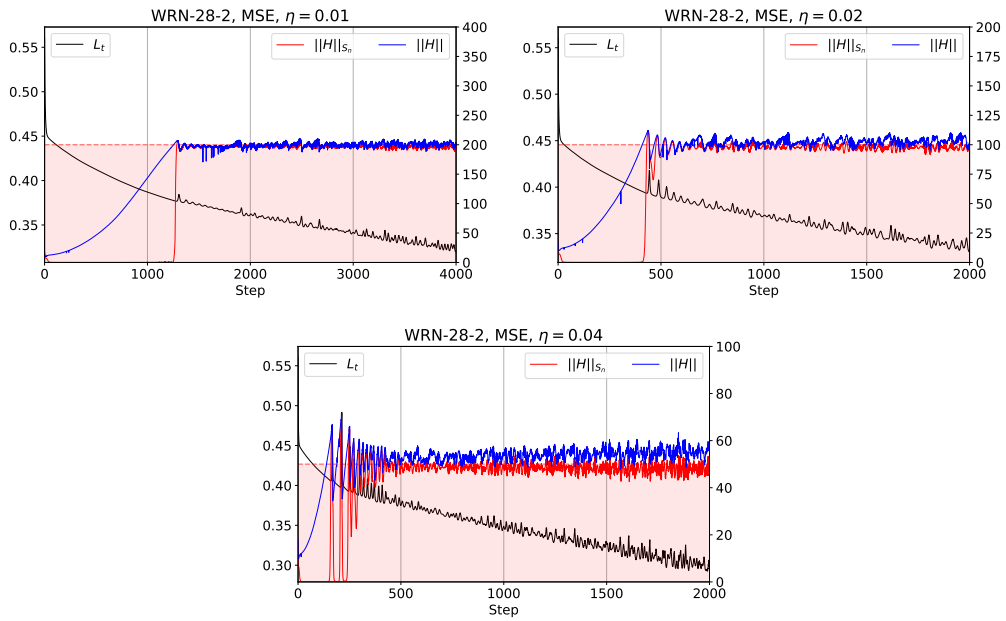 WRN-28-2, MSE, η = 0.01
L_t
||H||_{S_n} ||H||
0.55
0.50
0.45
0.40
0.35
400
350
300
250
200
150
100
50
0
0 1000 2000 3000 4000
Step
WRN-28-2, MSE, η = 0.02
L_t
||H||_{S_n} ||H||
0.55
0.50
0.45
0.40
0.35
200
175
150
125
100
75
50
25
0
0 500 1000 1500 2000
Step
WRN-28-2, MSE, η = 0.04
L_t
||H||_{S_n} ||H||
0.55
0.50
0.45
0.40
0.35
0.30
100
80
60
40
20
0
0 500 1000 1500 2000
Step